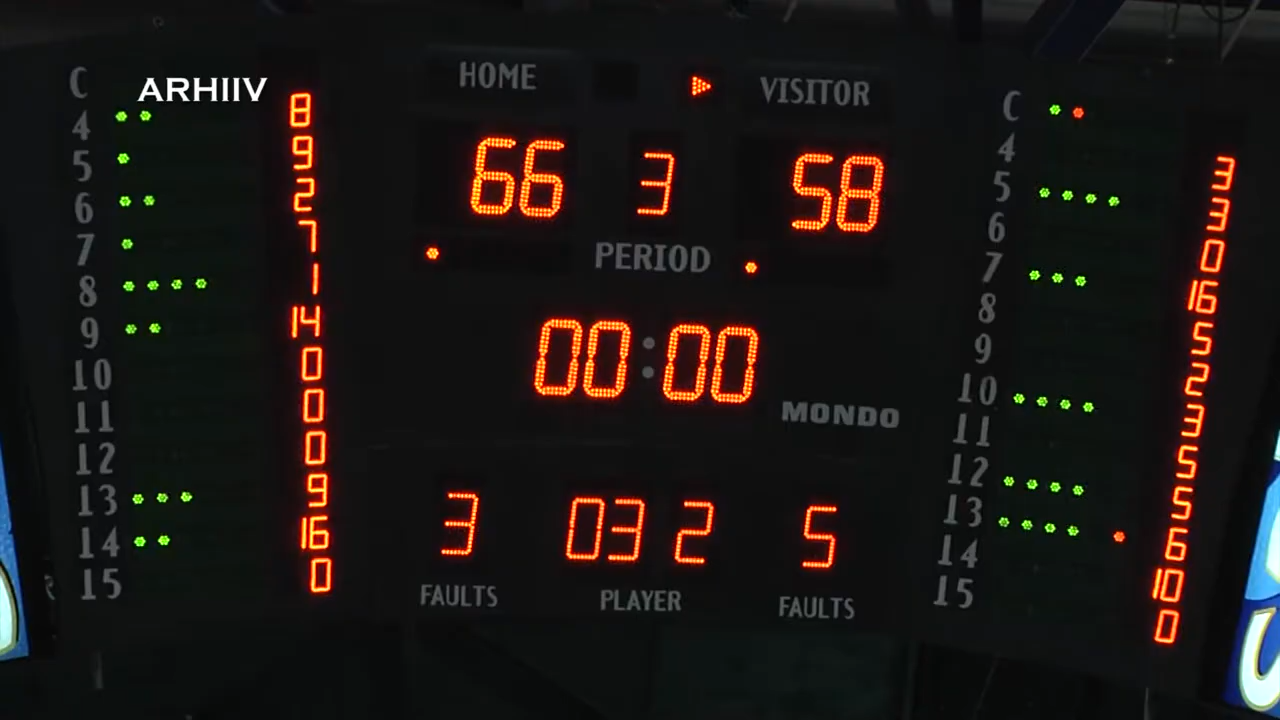 ARHIIV
HOME VISITOR
66 3 58
PERIOD
00:00
MONDO
3 03 2 5
FAULTS PLAYER FAULTS
C
4 8
5 9
6 2
7 7
8 1
9 14
10 0
11 0
12 0
13 9
14 16
15 0
C
4 3
5 3
6 0
7 16
8 5
9 2
10 3
11 5
12 5
13 6
14 10
15 0